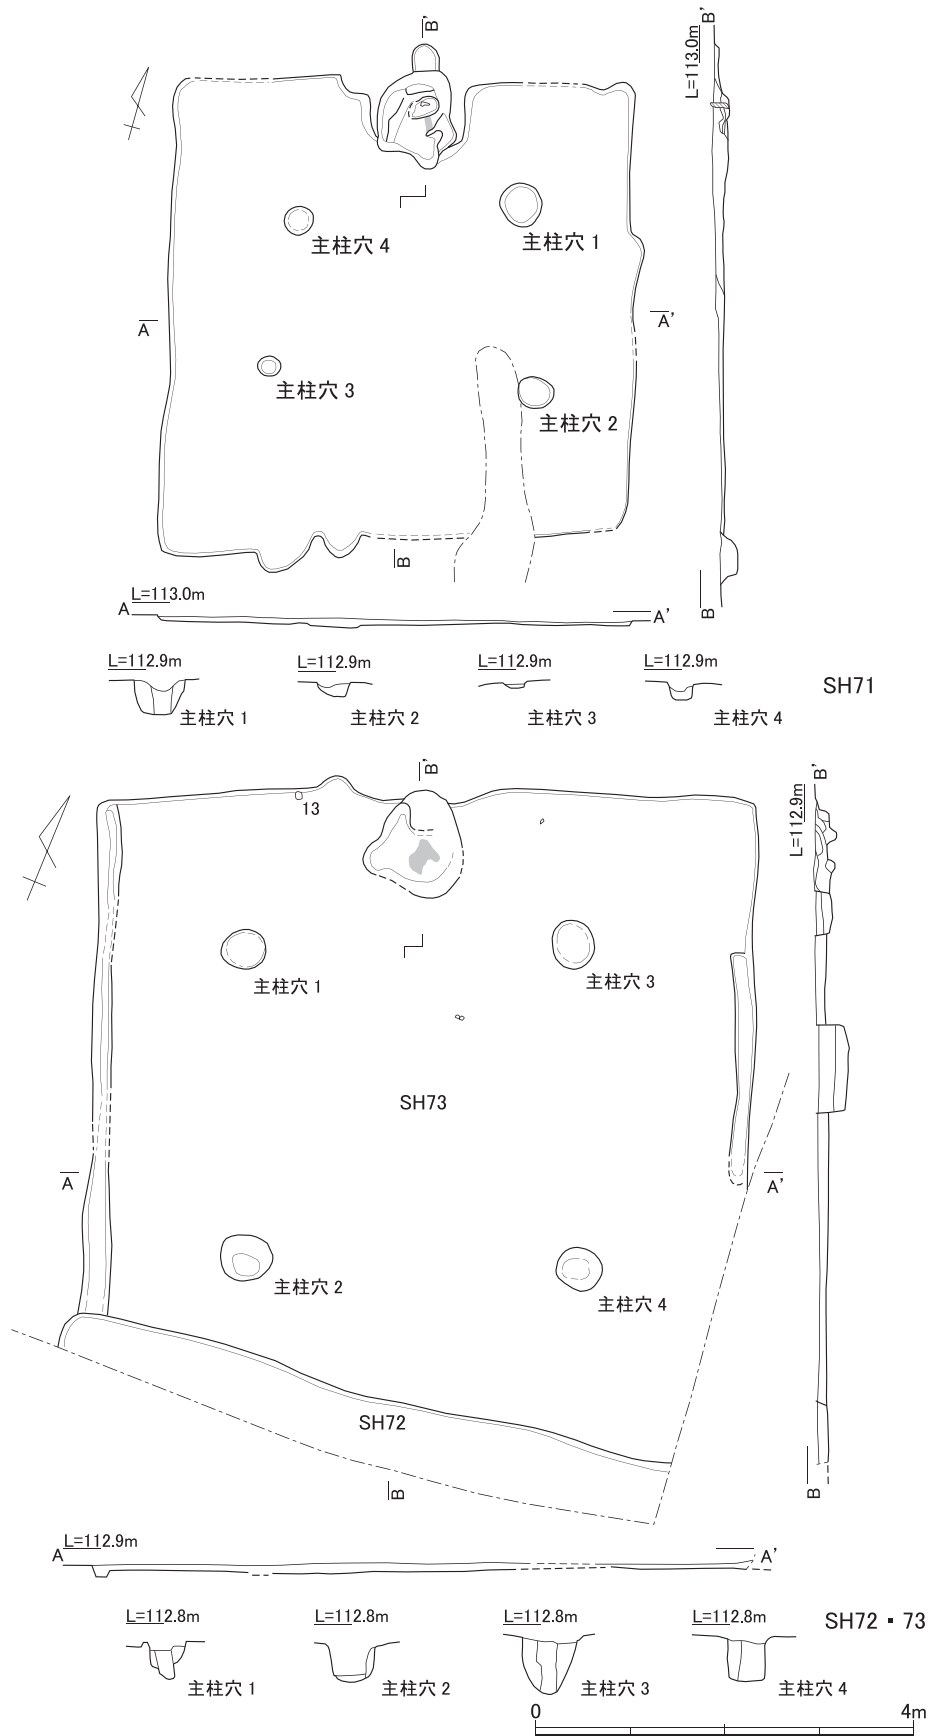 B'
L=113.0m
B'
主柱穴 4
主柱穴 1
A
A'
主柱穴 3
主柱穴 2
B
B
L=113.0m
A
A'
L=112.9m
L=112.9m
L=112.9m
L=112.9m
主柱穴 1
主柱穴 2
主柱穴 3
主柱穴 4
SH71
B'
B'
L=112.9m
13
主柱穴 1
主柱穴 3
8
SH73
A
A'
主柱穴 2
主柱穴 4
SH72
B
B
L=112.9m
A
A'
L=112.8m
L=112.8m
L=112.8m
L=112.8m
SH72・73
主柱穴 1
主柱穴 2
主柱穴 3
主柱穴 4
0
4m